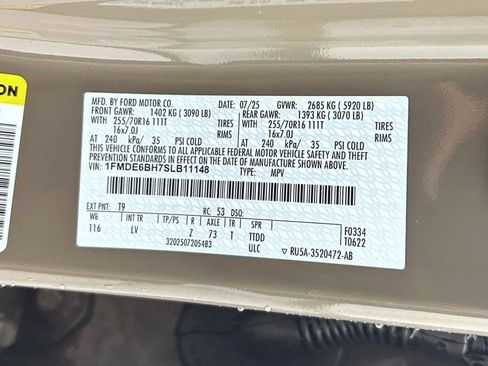 ON
MFD. BY FORD MOTOR CO. 07/25 GVWR: 2685 KG ( 5920 LB)
FRONT GAWR: 1402 KG ( 3090 LB) REAR GAWR: 1393 KG ( 3070 LB)
WITH 255/70R16 111T TIRES WITH 255/70R16 111T TIRES
16x7.0J RIMS 16x7.0J RIMS
AT 240 kPa/ 35 PSI COLD AT 240 kPa/ 35 PSI COLD
THIS VEHICLE CONFORMS TO ALL APPLICABLE FEDERAL MOTOR VEHICLE SAFETY AND THEFT PREVENTION STANDARDS IN EFFECT ON THE DATE OF MANUFACTURE SHOWN ABOVE.
VIN: 1FMDE6BH7SLB11148
TYPE: MPV
EXT PNT: T9 RC: 53 DSO: F0334
WB INT TR TP/PS R AXLE TR SPR T0622
116 LV Z 73 T TTDD
3202507205483 ULC RU5A-3520472-AB